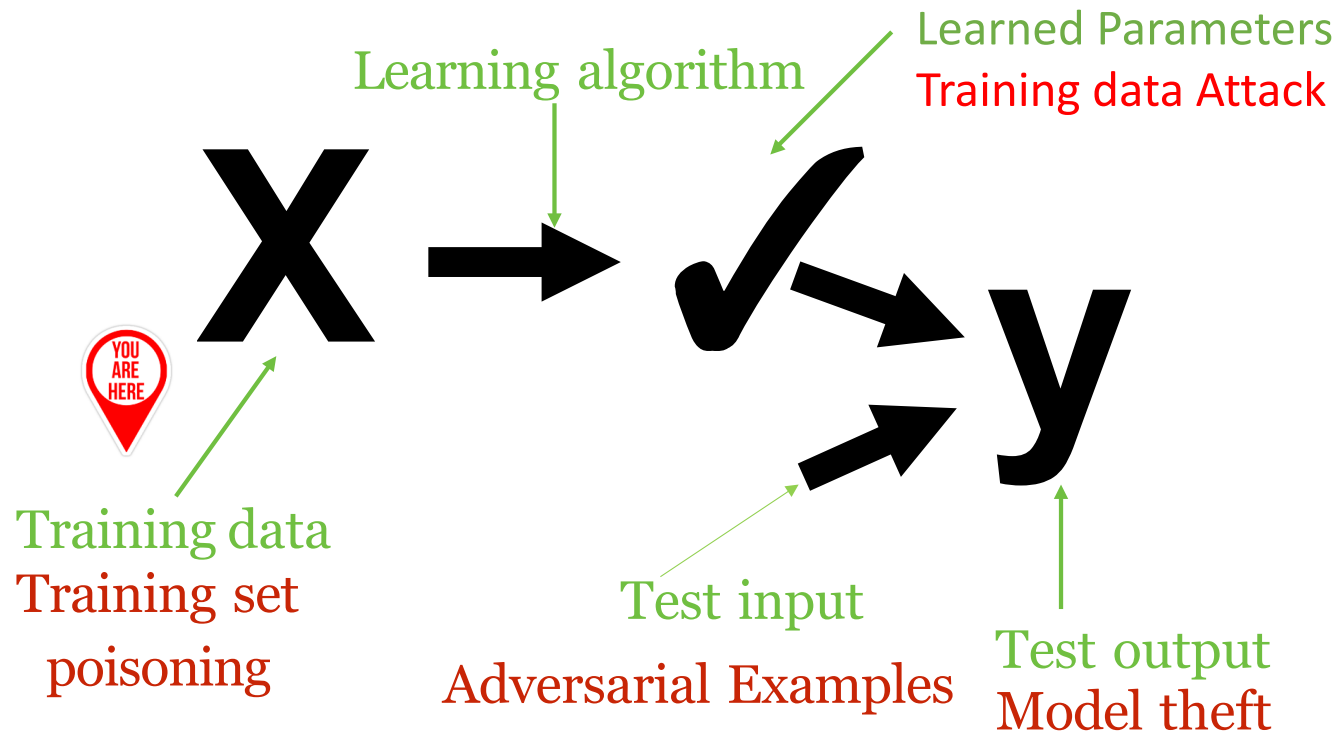 Learned Parameters
Training data Attack
Learning algorithm
X
✓
y
YOU
ARE
HERE
Training data
Training set
poisoning
Test input
Adversarial Examples
Test output
Model theft